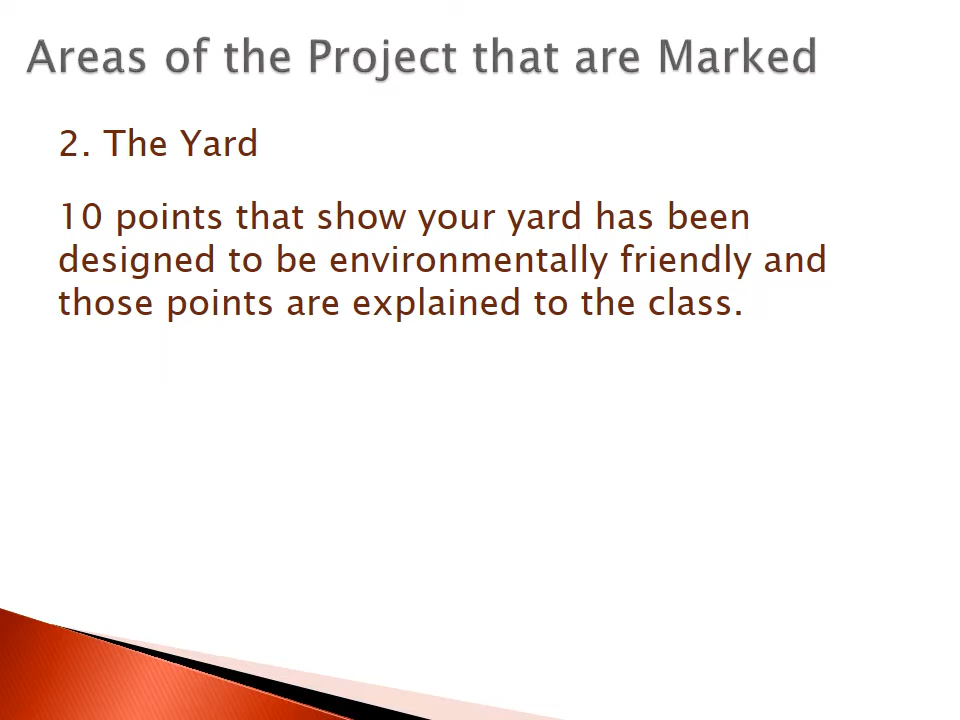 Areas of the Project that are Marked
2. The Yard
10 points that show your yard has been
designed to be environmentally friendly and
those points are explained to the class.